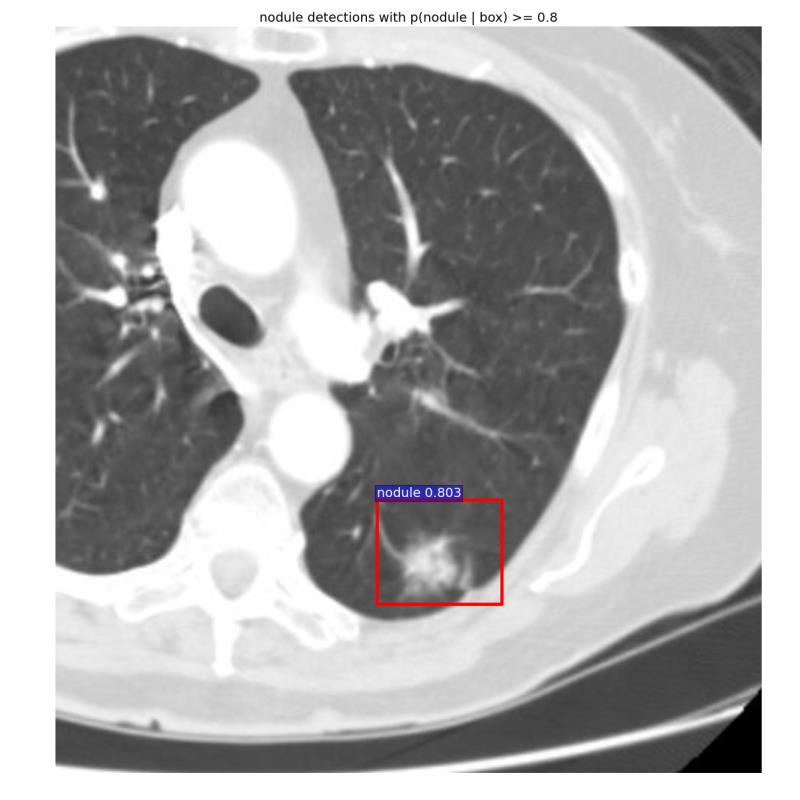 nodule detections with p(nodule | box) >= 0.8
nodule 0.803